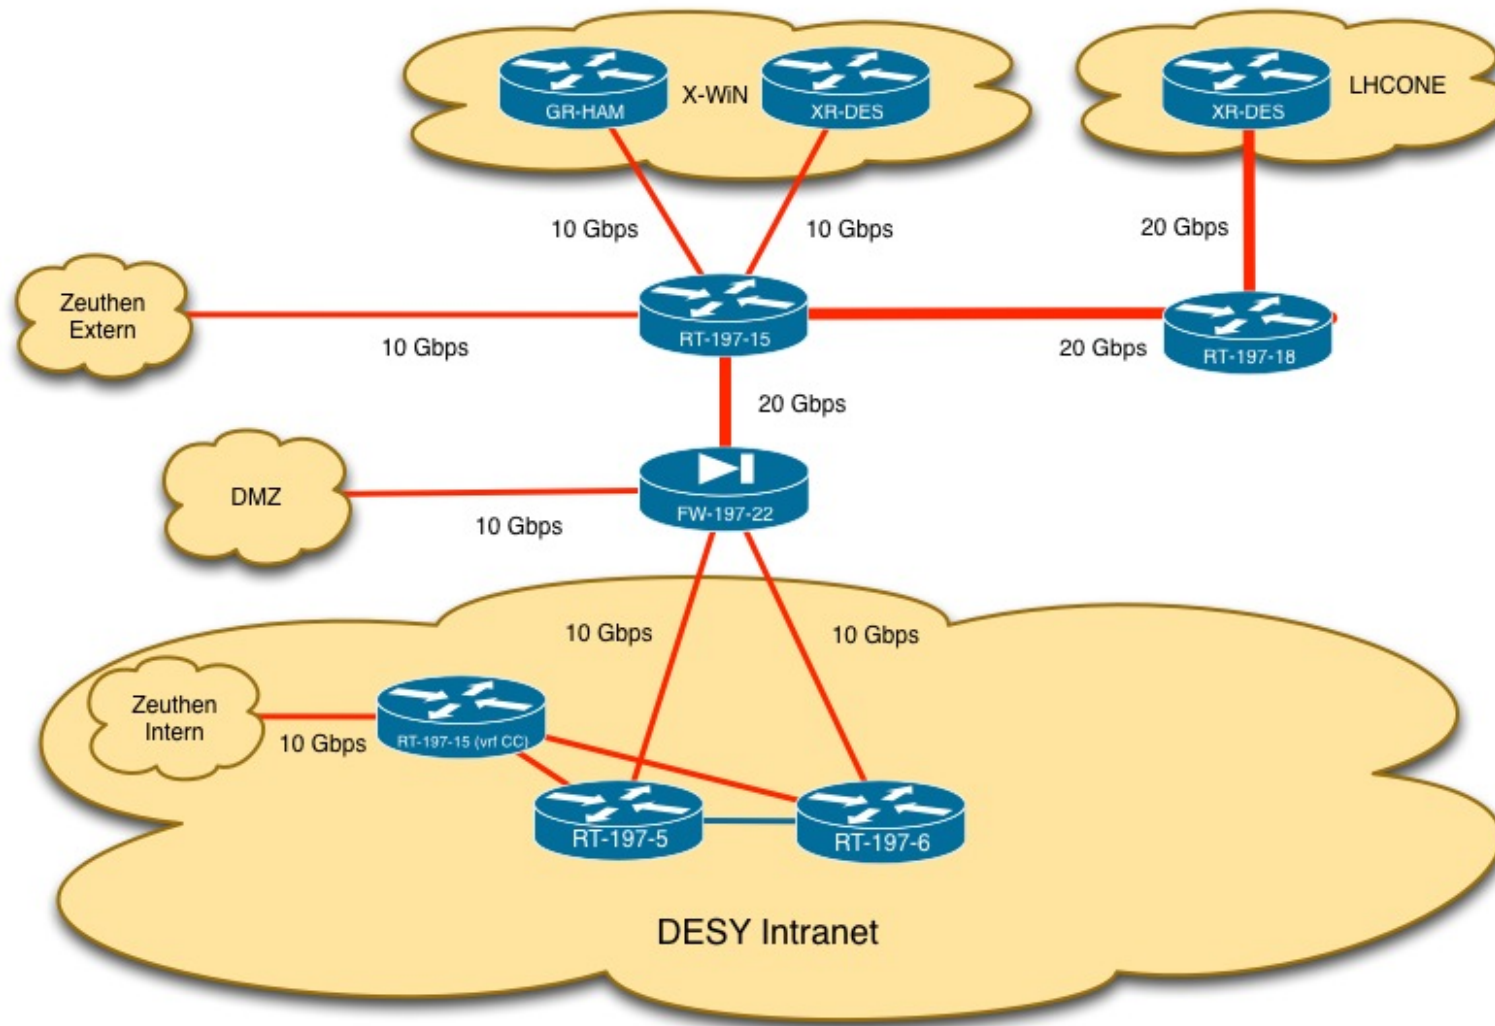 GR-HAM
X-WiN
XR-DES
XR-DES
LHCONE
10 Gbps
10 Gbps
20 Gbps
Zeuthen
Extern
10 Gbps
RT-197-15
20 Gbps
RT-197-18
20 Gbps
DMZ
10 Gbps
FW-197-22
10 Gbps
10 Gbps
Zeuthen
Intern
10 Gbps
RT-197-15 (vrf CC)
RT-197-5
RT-197-6
DESY Intranet